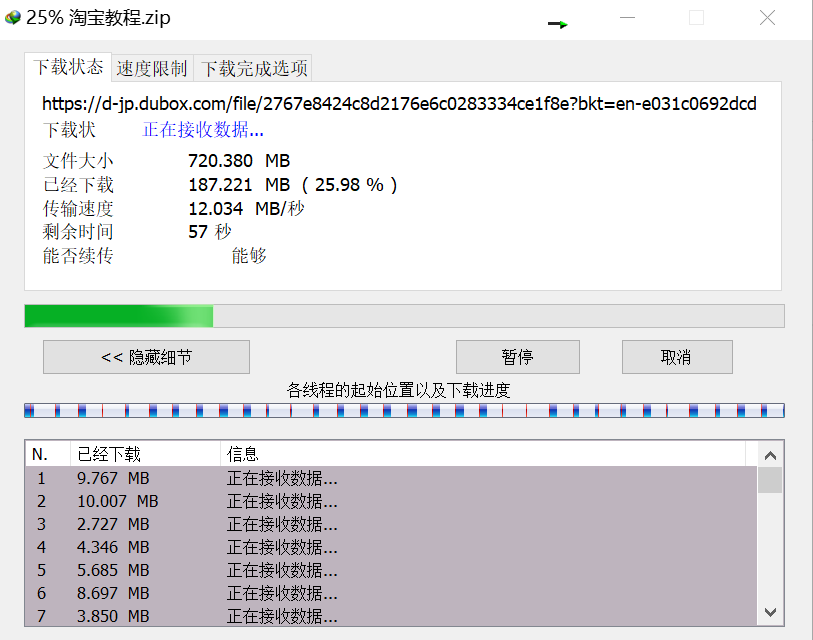 25% 淘宝教程.zip
下载状态 速度限制 下载完成选项
https://d-jp.dubox.com/file/2767e8424c8d2176e6c0283334ce1f8e?bkt=en-e031c0692dcd
下载状 正在接收数据...
文件大小 720.380 MB
已经下载 187.221 MB ( 25.98 % )
传输速度 12.034 MB/秒
剩余时间 57 秒
能否续传 能够
<< 隐藏细节 暂停 取消
各线程的起始位置以及下载进度
N. 已经下载 信息
1 9.767 MB 正在接收数据...
2 10.007 MB 正在接收数据...
3 2.727 MB 正在接收数据...
4 4.346 MB 正在接收数据...
5 5.685 MB 正在接收数据...
6 8.697 MB 正在接收数据...
7 3.850 MB 正在接收数据...